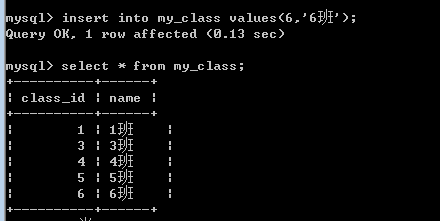 mysql> insert into my_class values(6,'6班');
Query OK, 1 row affected (0.13 sec)
mysql> select * from my_class;
+----------+------+
| class_id | name |
+----------+------+
|        1 | 1班    |
|        3 | 3班    |
|        4 | 4班    |
|        5 | 5班    |
|        6 | 6班    |
+----------+------+